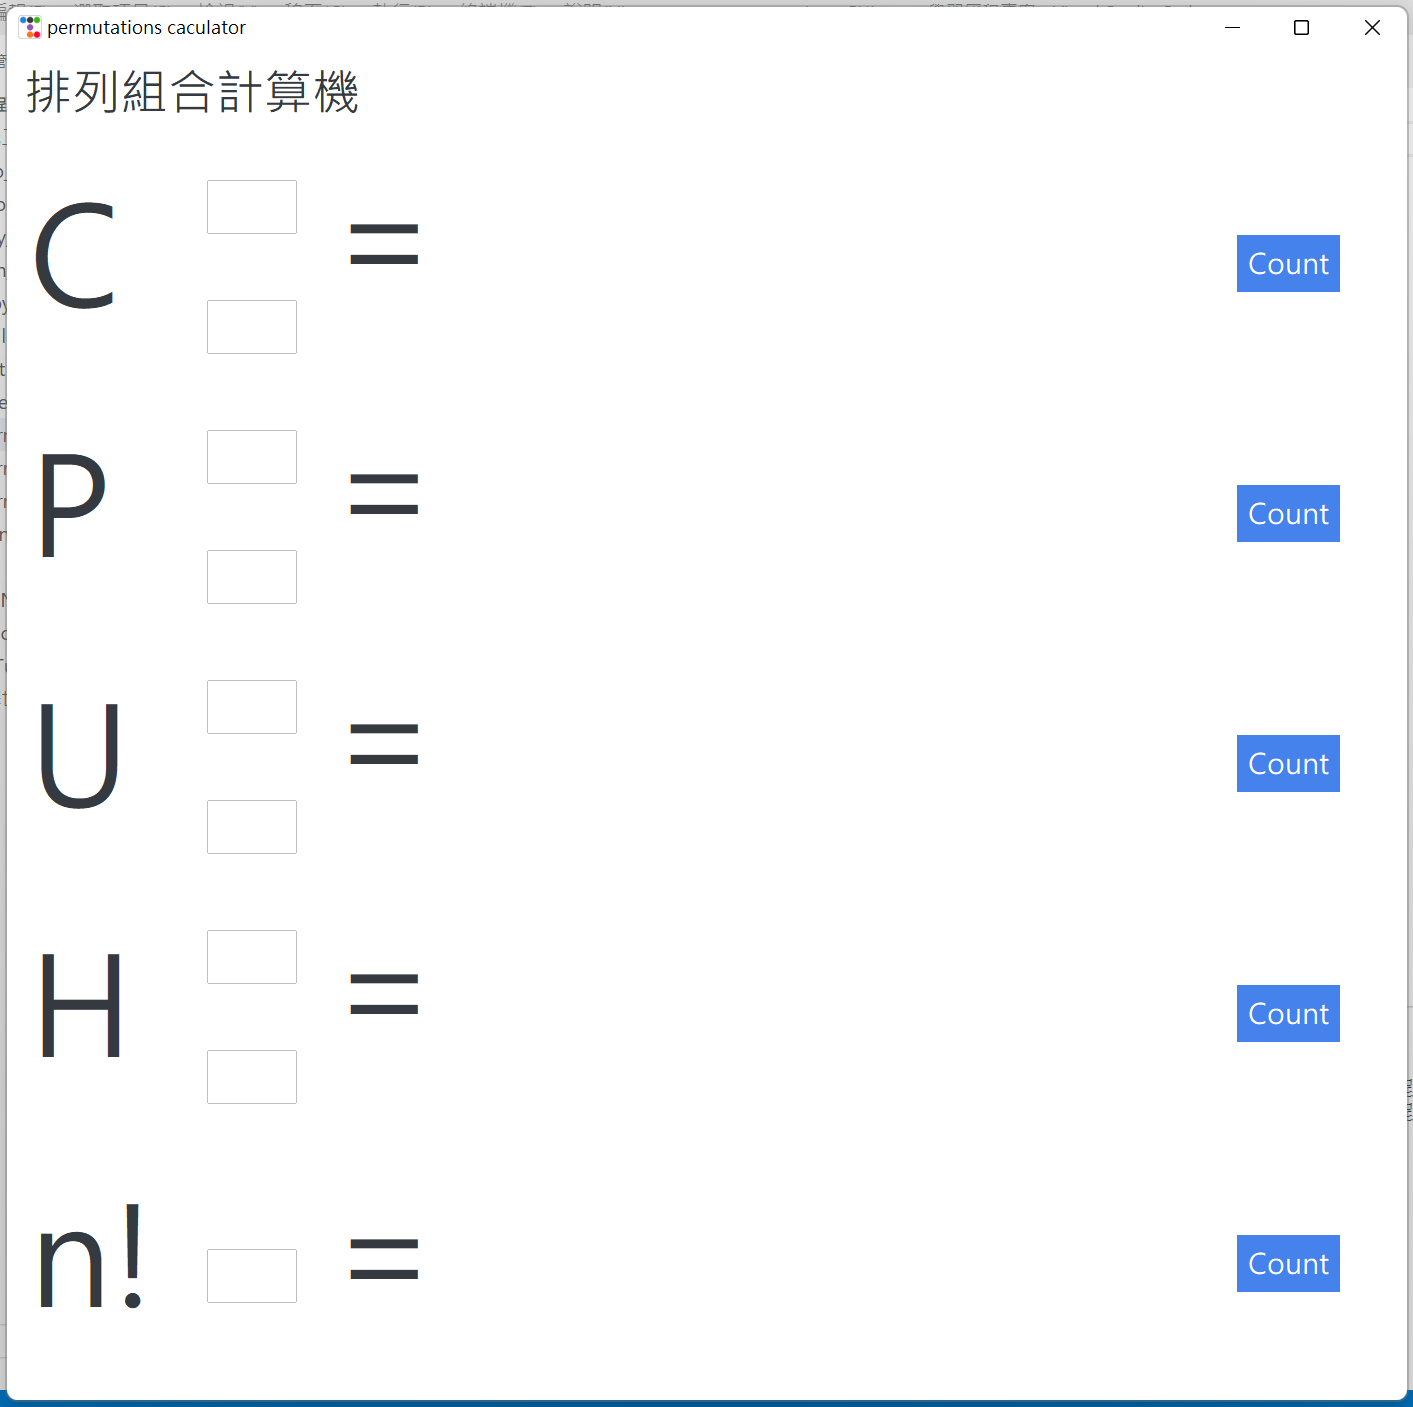 permutations caculator
排列組合計算機
C = Count
P = Count
U = Count
H = Count
n! = Count